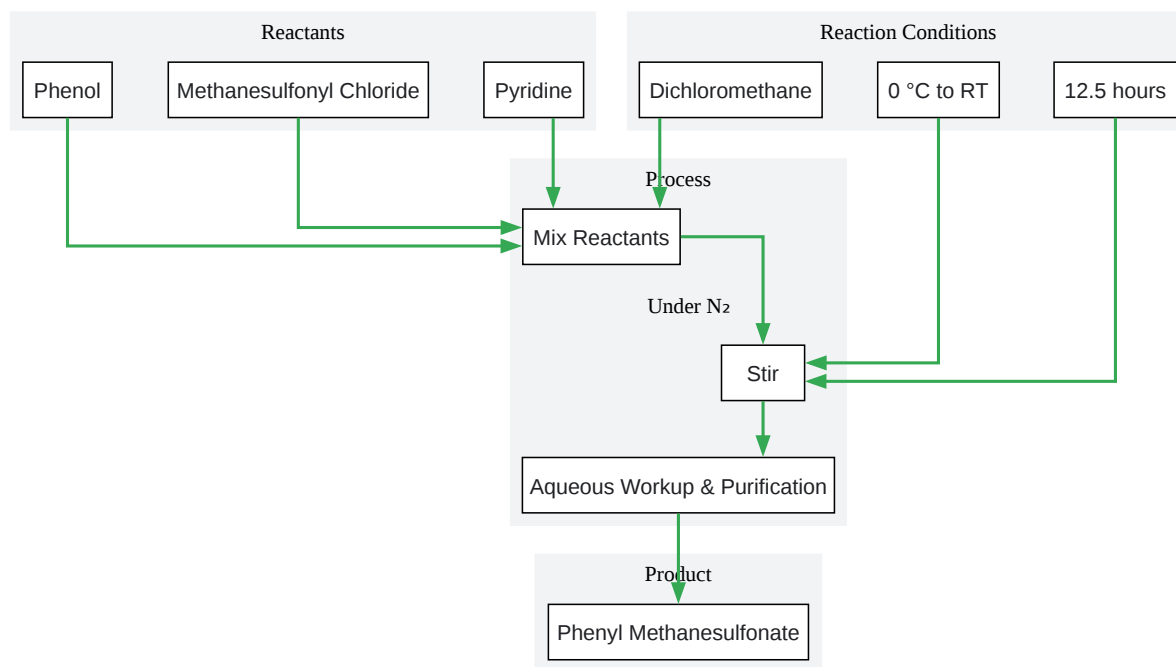 Reactants
Reaction Conditions
Phenol
Methanesulfonyl Chloride
Pyridine
Dichloromethane
0 °C to RT
12.5 hours
Process
Mix Reactants
Under N₂
Stir
Aqueous Workup & Purification
Product
Phenyl Methanesulfonate